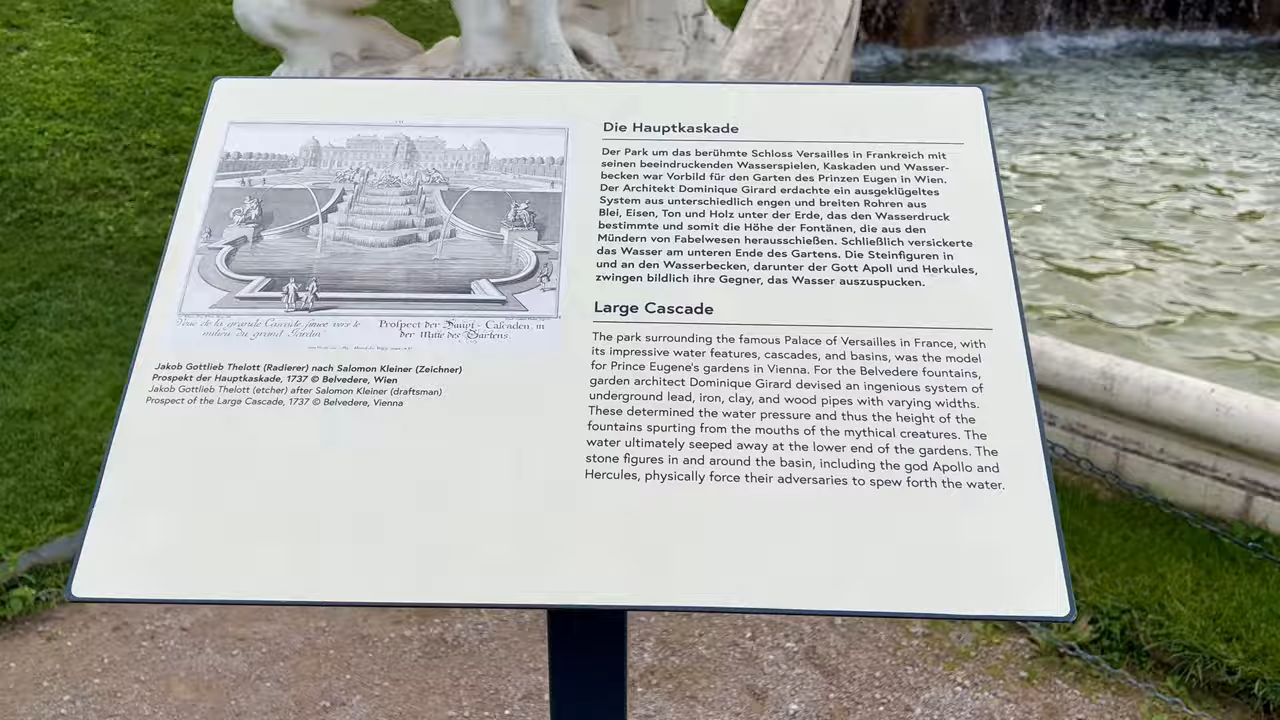 Vëue de la grande Cascade, située vers le
milieu du grand Jardin.
Prospect der Haupt-Cascaden, in
der Mitte des Gartens.
Jakob Gottlieb Thelott (Radierer) nach Salomon Kleiner (Zeichner)
Prospekt der Hauptkaskade, 1737 © Belvedere, Wien
Jakob Gottlieb Thelott (etcher) after Salomon Kleiner (draftsman)
Prospect of the Large Cascade, 1737 © Belvedere, Vienna
Die Hauptkaskade
Der Park um das berühmte Schloss Versailles in Frankreich mit
seinen beeindruckenden Wasserspielen, Kaskaden und Wasser-
becken war Vorbild für den Garten des Prinzen Eugen in Wien.
Der Architekt Dominique Girard erdachte ein ausgeklügeltes
System aus unterschiedlich engen und breiten Rohren aus
Blei, Eisen, Ton und Holz unter der Erde, das den Wasserdruck
bestimmte und somit die Höhe der Fontänen, die aus den
Mündern von Fabelwesen herausschießen. Schließlich versickerte
das Wasser am unteren Ende des Gartens. Die Steinfiguren in
und an den Wasserbecken, darunter der Gott Apoll und Herkules,
zwingen bildlich ihre Gegner, das Wasser auszuspucken.
Large Cascade
The park surrounding the famous Palace of Versailles in France, with
its impressive water features, cascades, and basins, was the model
for Prince Eugene's gardens in Vienna. For the Belvedere fountains,
garden architect Dominique Girard devised an ingenious system of
underground lead, iron, clay, and wood pipes with varying widths.
These determined the water pressure and thus the height of the
fountains spurting from the mouths of the mythical creatures. The
water ultimately seeped away at the lower end of the gardens. The
stone figures in and around the basin, including the god Apollo and
Hercules, physically force their adversaries to spew forth the water.